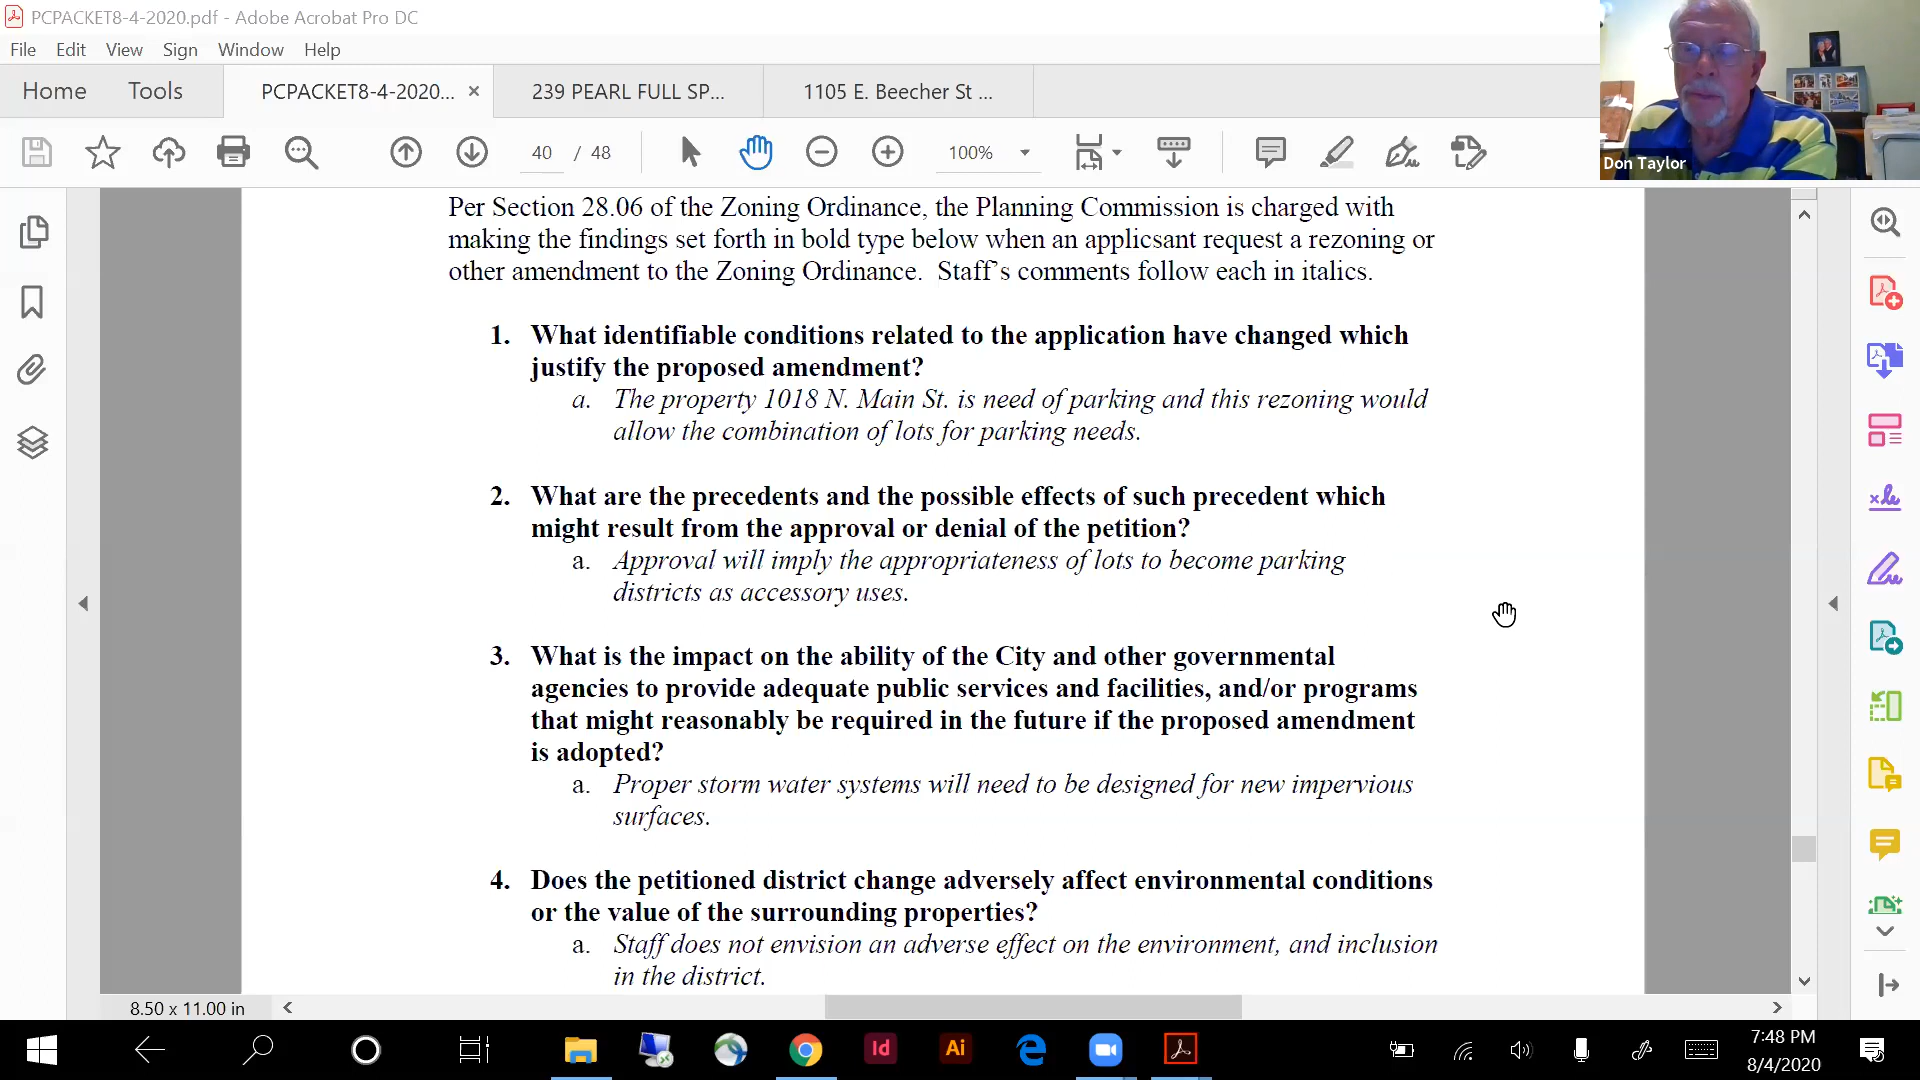 PCPACKET8-4-2020.pdf - Adobe Acrobat Pro DC
File Edit View Sign Window Help
Home Tools PCPACKET8-4-2020... × 239 PEARL FULL SP... 1105 E. Beecher St ...
40 / 48 100%
Don Taylor
Per Section 28.06 of the Zoning Ordinance, the Planning Commission is charged with
making the findings set forth in bold type below when an applicsant request a rezoning or
other amendment to the Zoning Ordinance. Staff's comments follow each in italics.
1. What identifiable conditions related to the application have changed which
justify the proposed amendment?
a. The property 1018 N. Main St. is need of parking and this rezoning would
allow the combination of lots for parking needs.
2. What are the precedents and the possible effects of such precedent which
might result from the approval or denial of the petition?
a. Approval will imply the appropriateness of lots to become parking
districts as accessory uses.
3. What is the impact on the ability of the City and other governmental
agencies to provide adequate public services and facilities, and/or programs
that might reasonably be required in the future if the proposed amendment
is adopted?
a. Proper storm water systems will need to be designed for new impervious
surfaces.
4. Does the petitioned district change adversely affect environmental conditions
or the value of the surrounding properties?
a. Staff does not envision an adverse effect on the environment, and inclusion
in the district.
8.50 x 11.00 in
Id Ai
7:48 PM
8/4/2020